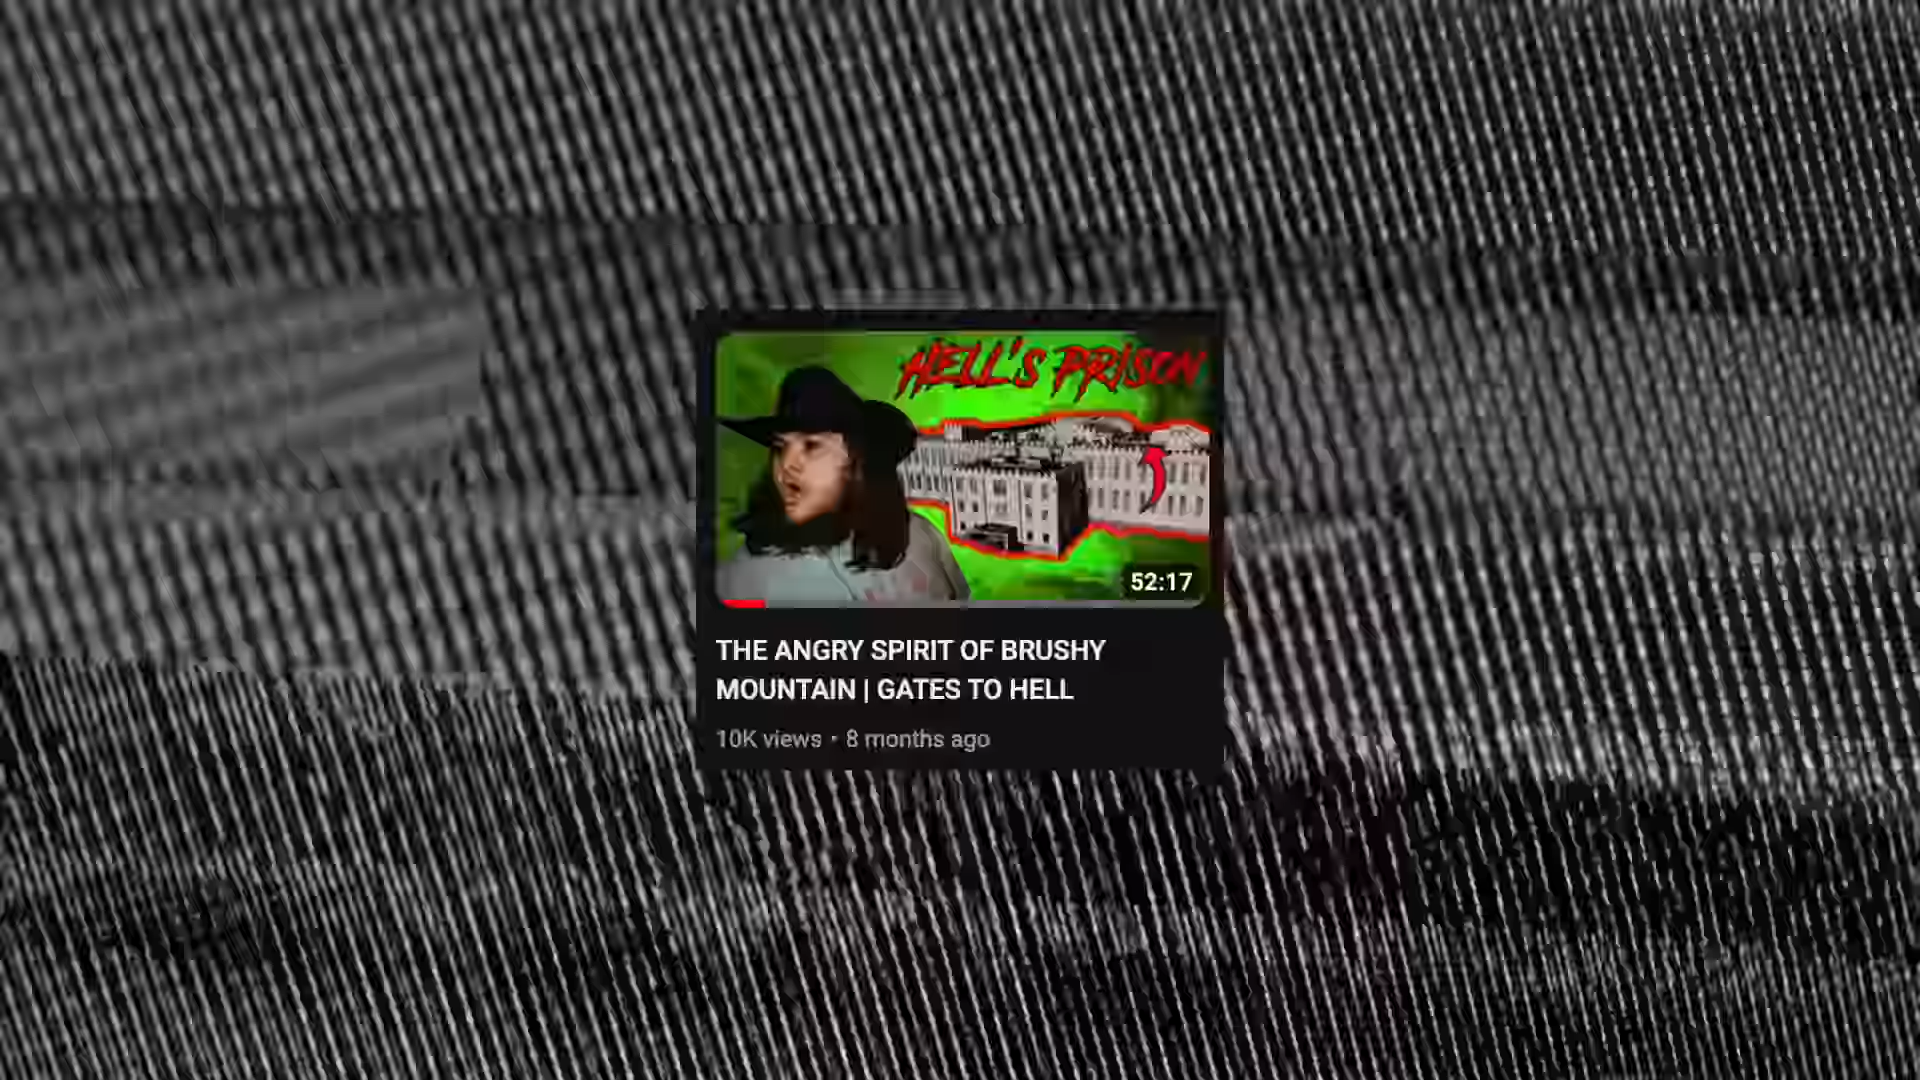 HELL'S PRISON
52:17
THE ANGRY SPIRIT OF BRUSHY
MOUNTAIN | GATES TO HELL
10K views • 8 months ago